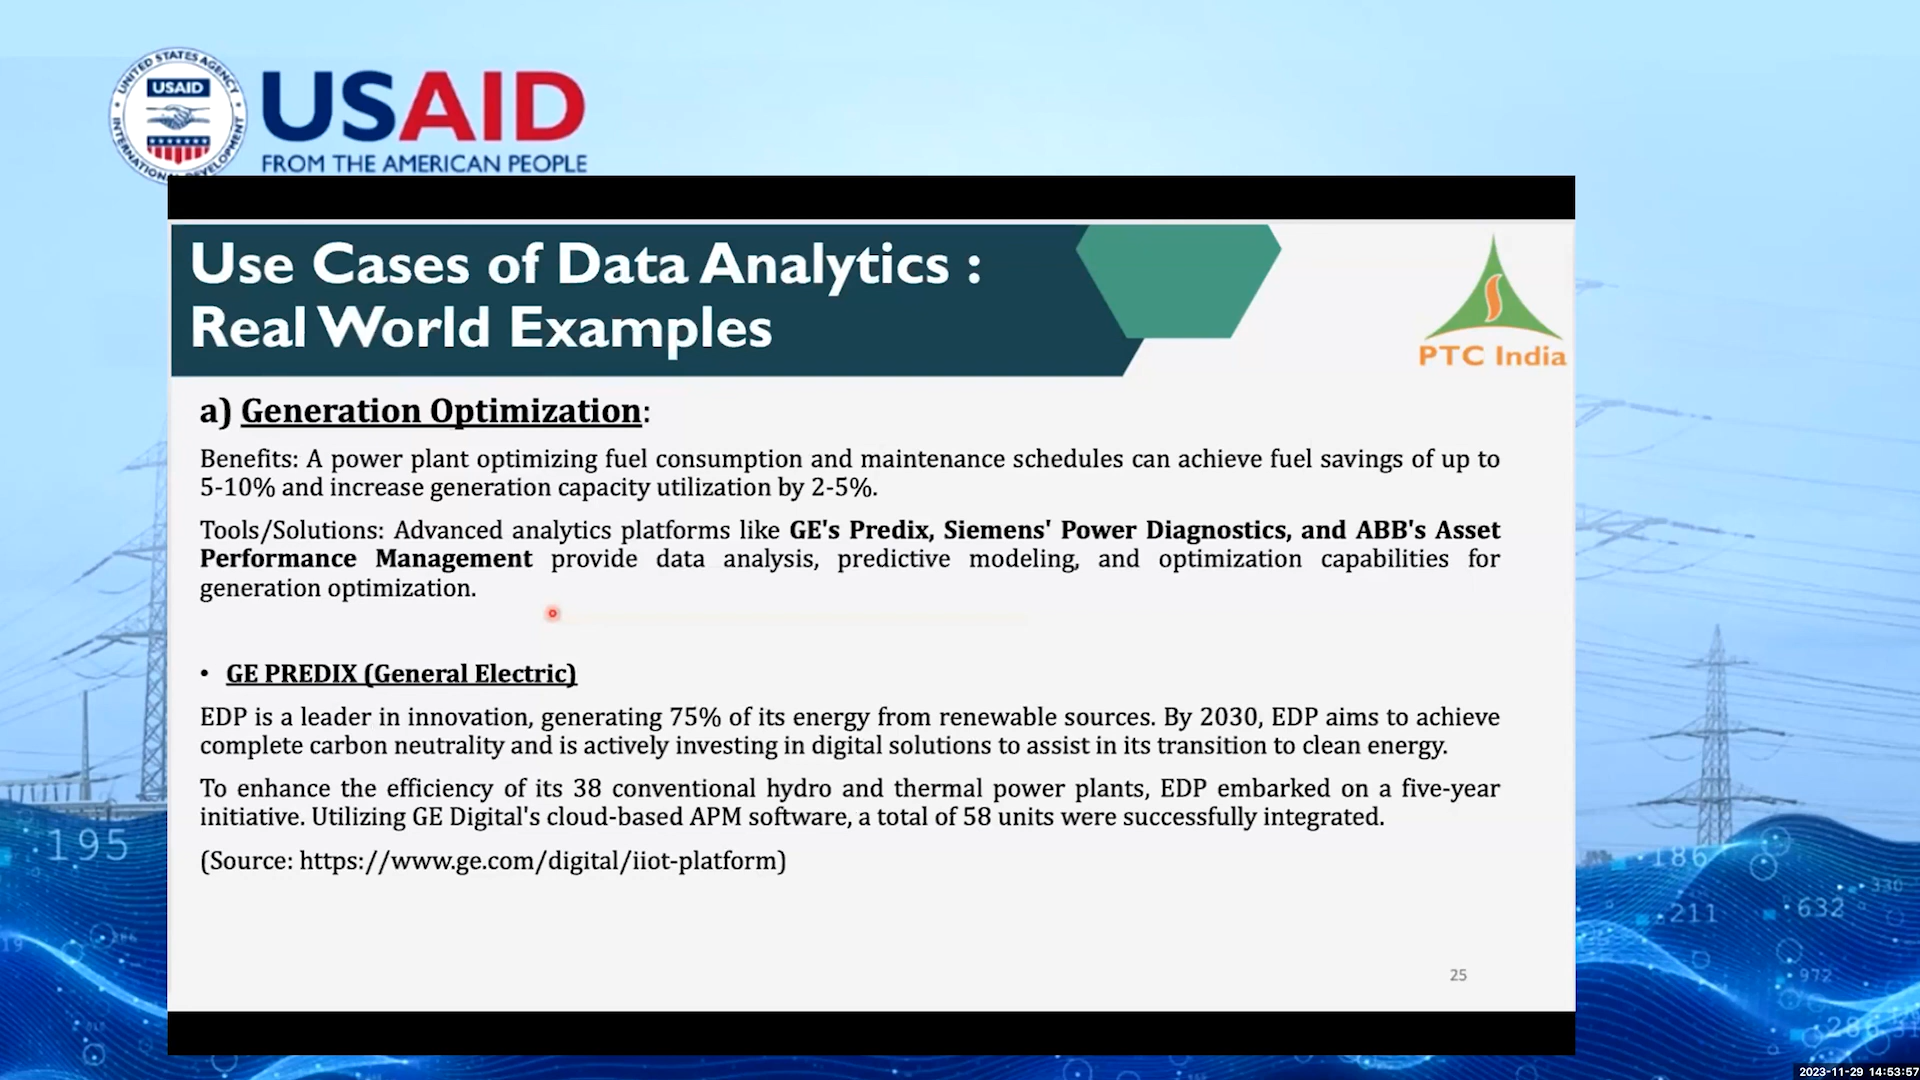 UNITED STATES AGENCY
USAID
INTERNATIONAL DEVELOPMENT
USAID
FROM THE AMERICAN PEOPLE
Use Cases of Data Analytics :
Real World Examples
PTC India
a) Generation Optimization:
Benefits: A power plant optimizing fuel consumption and maintenance schedules can achieve fuel savings of up to
5-10% and increase generation capacity utilization by 2-5%.
Tools/Solutions: Advanced analytics platforms like GE's Predix, Siemens' Power Diagnostics, and ABB's Asset
Performance Management provide data analysis, predictive modeling, and optimization capabilities for
generation optimization.
• GE PREDIX (General Electric)
EDP is a leader in innovation, generating 75% of its energy from renewable sources. By 2030, EDP aims to achieve
complete carbon neutrality and is actively investing in digital solutions to assist in its transition to clean energy.
To enhance the efficiency of its 38 conventional hydro and thermal power plants, EDP embarked on a five-year
initiative. Utilizing GE Digital's cloud-based APM software, a total of 58 units were successfully integrated.
(Source: https://www.ge.com/digital/iiot-platform)
25
195
186
330
211
632
972
2023-11-29 14:53:57